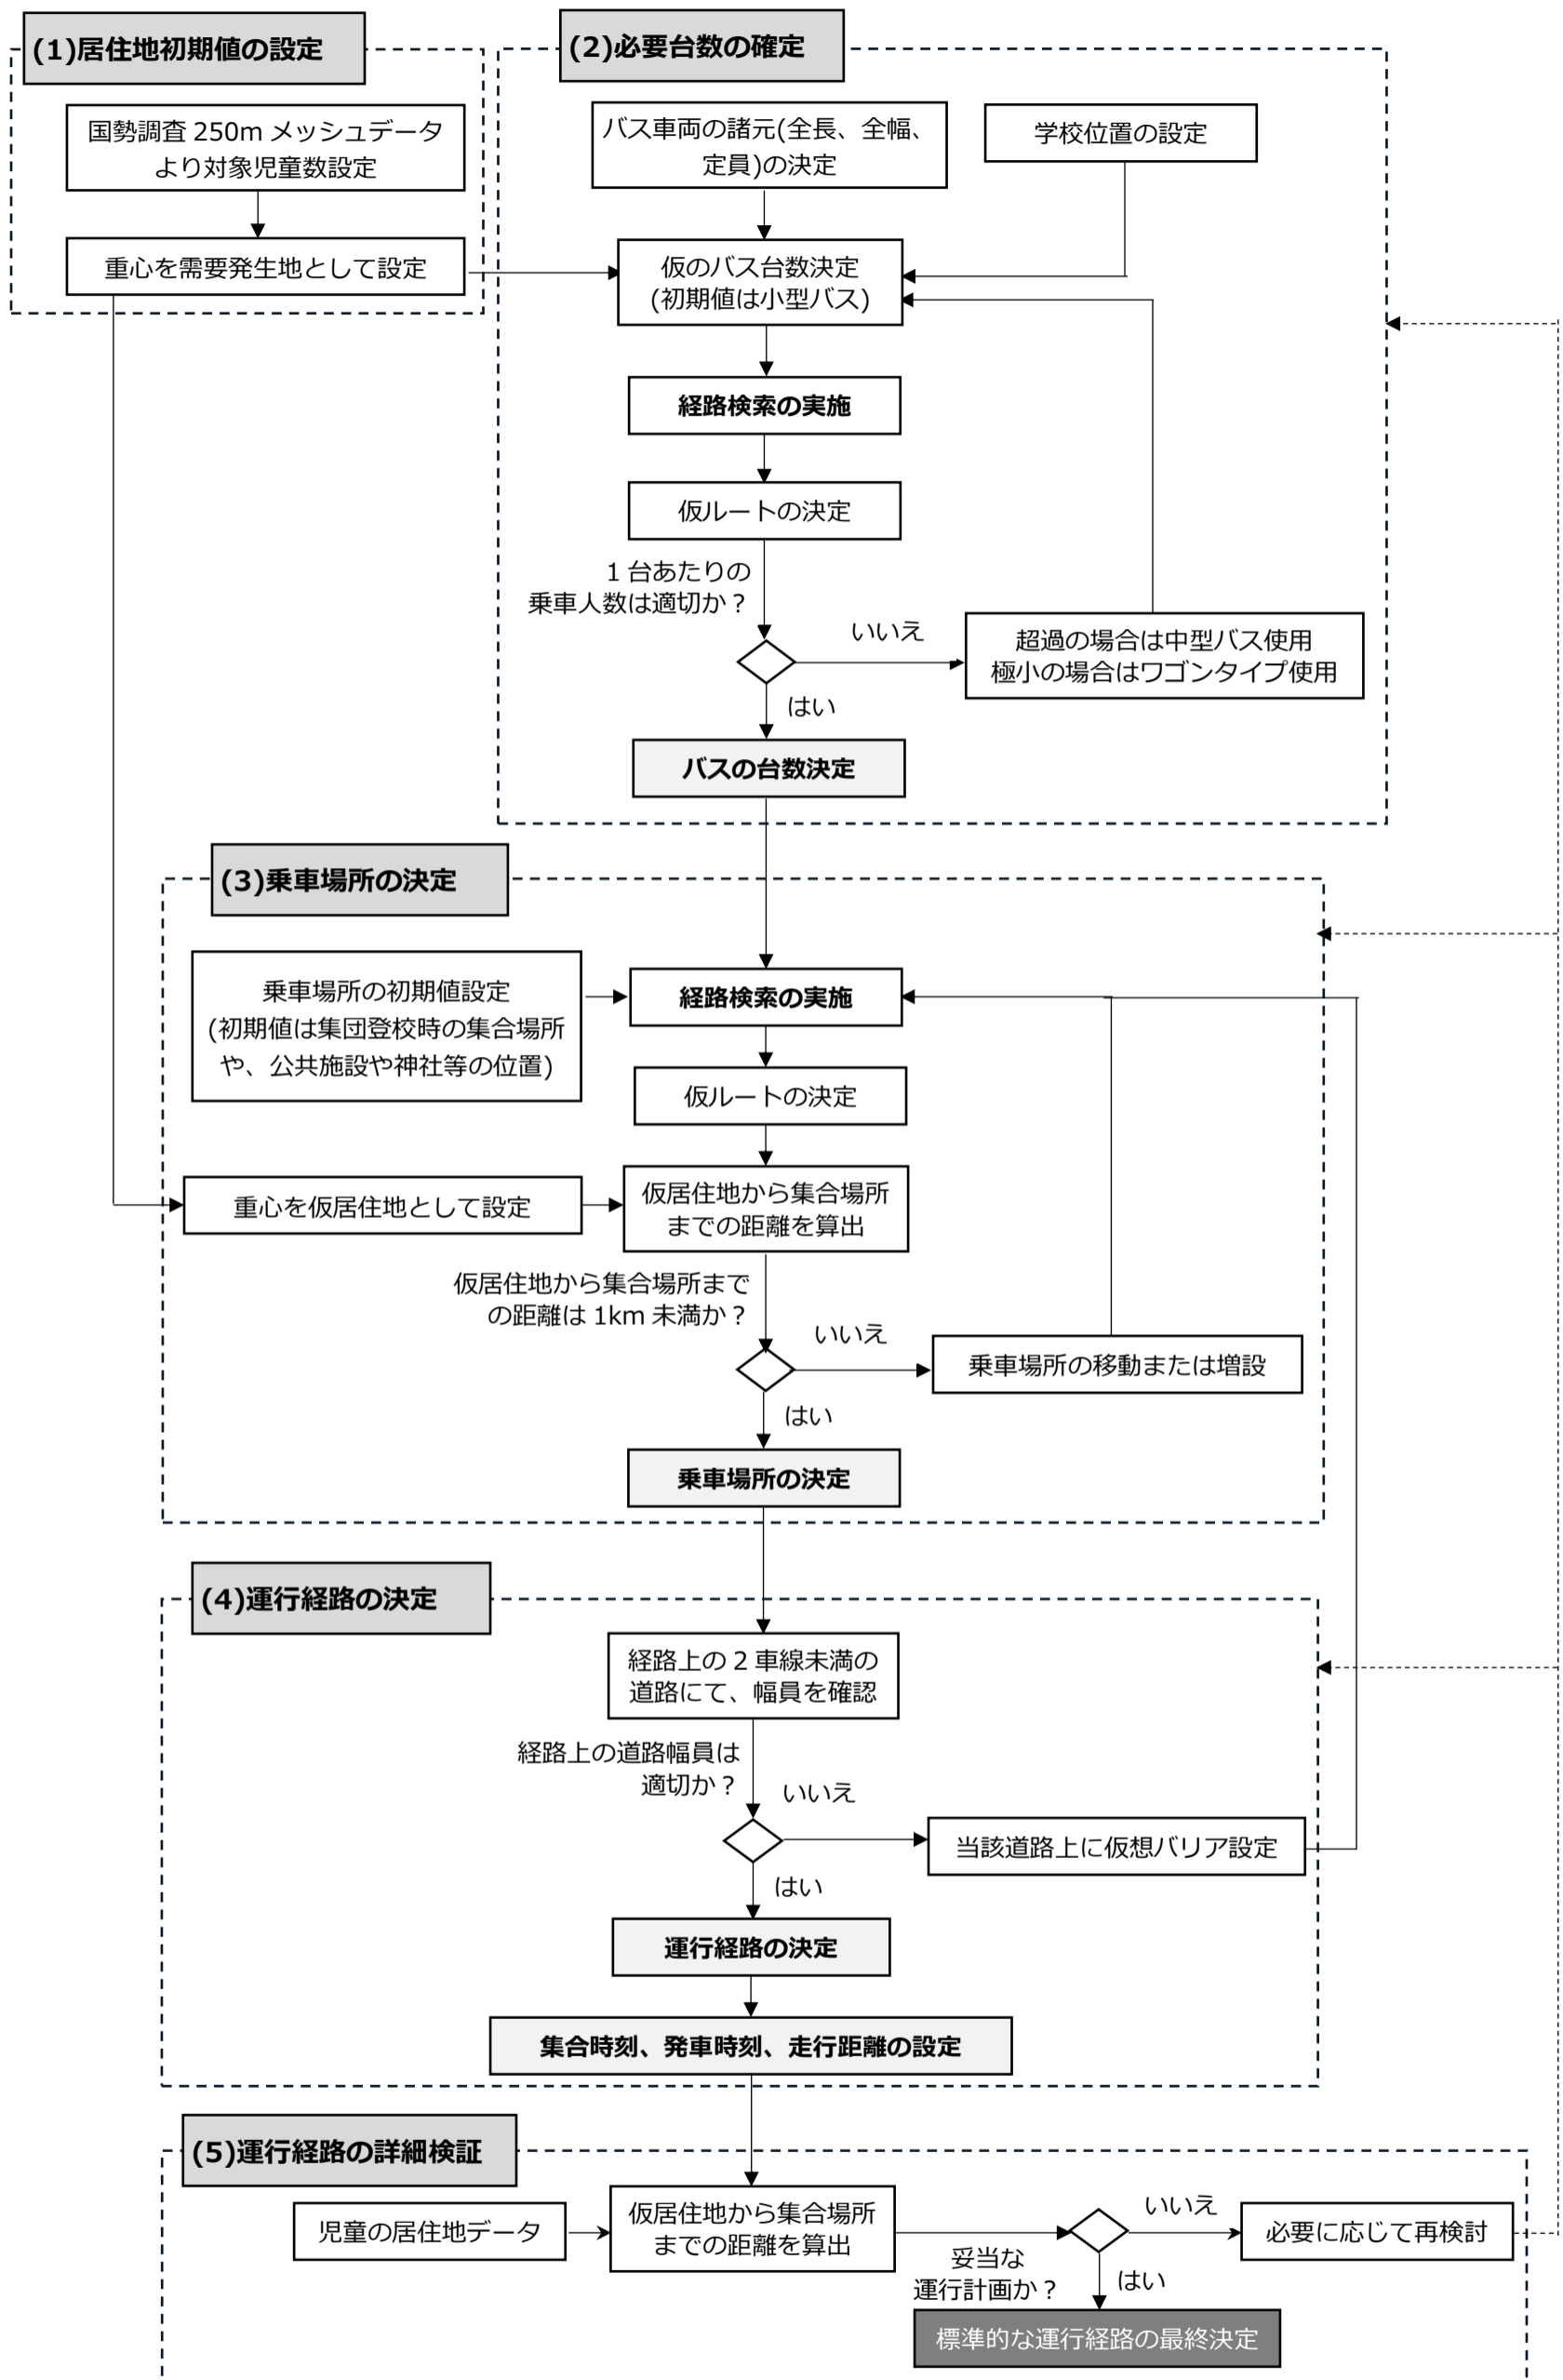 (1)居住地初期値の設定
国勢調査 250m メッシュデータ
より対象児童数設定
重心を需要発生地として設定
(2)必要台数の確定
バス車両の諸元(全長、全幅、
定員)の決定
学校位置の設定
仮のバス台数決定
(初期値は小型バス)
経路検索の実施
仮ルートの決定
1 台あたりの
乗車人数は適切か？
いいえ
超過の場合は中型バス使用
極小の場合はワゴンタイプ使用
はい
バスの台数決定
(3)乗車場所の決定
乗車場所の初期値設定
(初期値は集団登校時の集合場所
や、公共施設や神社等の位置)
経路検索の実施
仮ルートの決定
重心を仮居住地として設定
仮居住地から集合場所
までの距離を算出
仮居住地から集合場所まで
の距離は 1km 未満か？
いいえ
乗車場所の移動または増設
はい
乗車場所の決定
(4)運行経路の決定
経路上の 2 車線未満の
道路にて、幅員を確認
経路上の道路幅員は
適切か？
いいえ
当該道路上に仮想バリア設定
はい
運行経路の決定
集合時刻、発車時刻、走行距離の設定
(5)運行経路の詳細検証
児童の居住地データ
仮居住地から集合場所
までの距離を算出
妥当な
運行計画か？
いいえ
必要に応じて再検討
はい
標準的な運行経路の最終決定